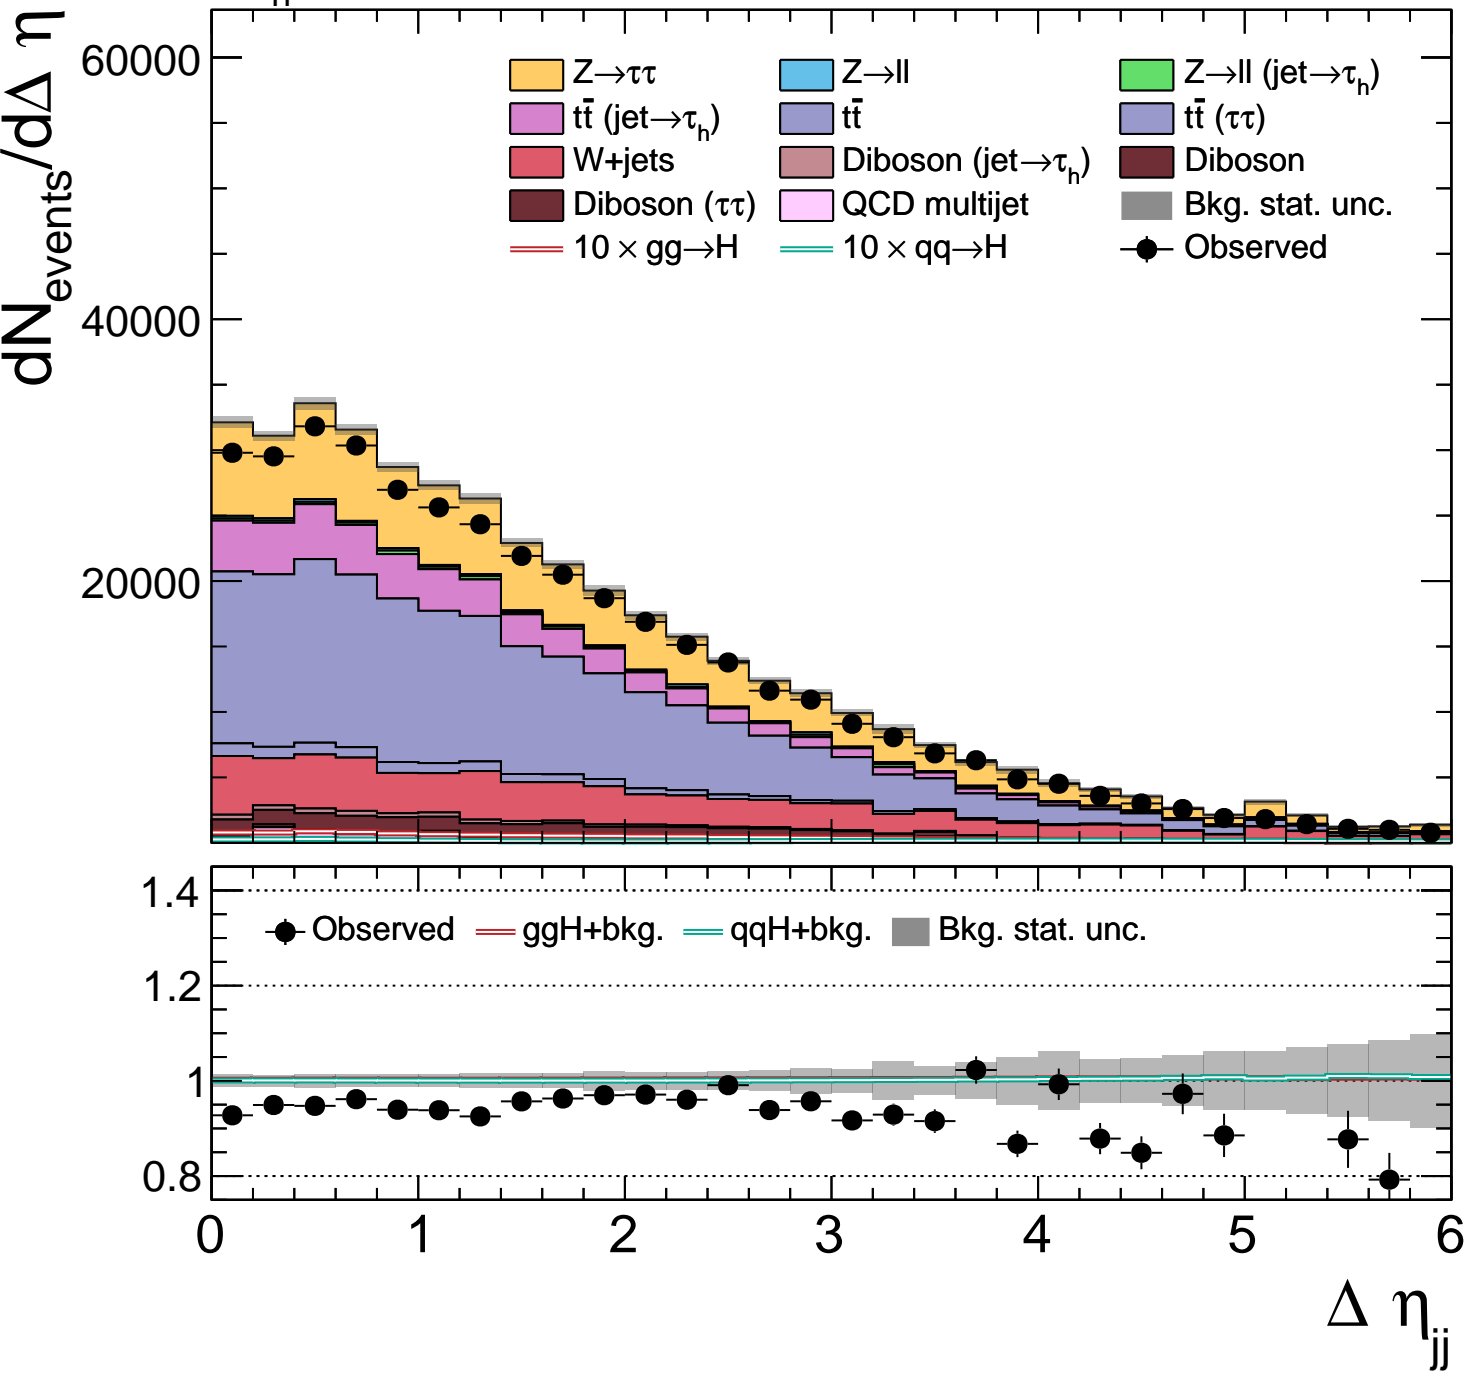 dN_events/dΔ η
60000
40000
20000
Z→ττ Z→ll Z→ll (jet→τ_h)
tt̄ (jet→τ_h) tt̄ tt̄ (ττ)
W+jets Diboson (jet→τ_h) Diboson
Diboson (ττ) QCD multijet Bkg. stat. unc.
10 × gg→H 10 × qq→H Observed
1.4
1.2
1
0.8
Observed ggH+bkg. qqH+bkg. Bkg. stat. unc.
0 1 2 3 4 5 6
Δ η_jj